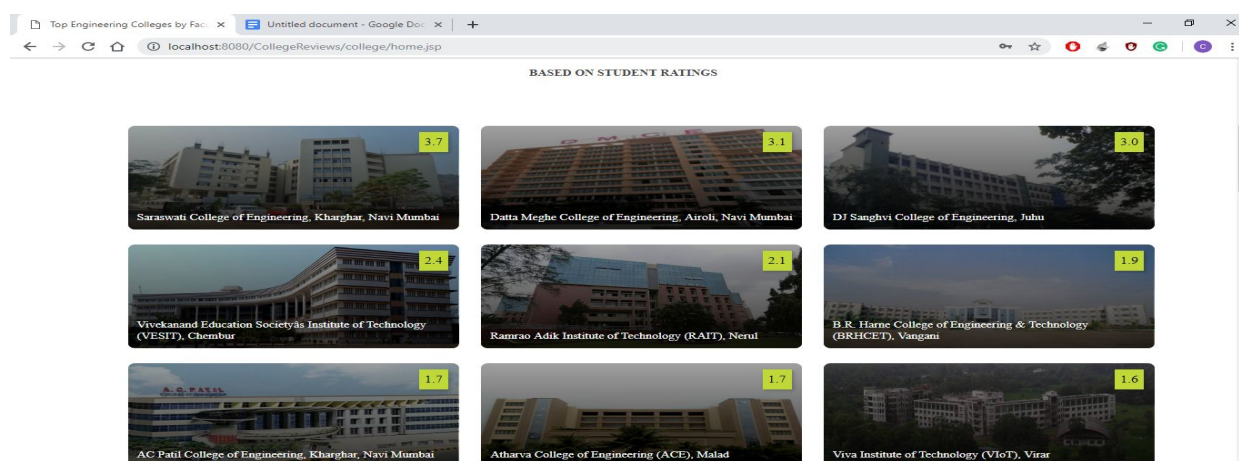 Top Engineering Colleges by Fac
Untitled document - Google Doc
localhost:8080/CollegeReviews/college/home.jsp
C
BASED ON STUDENT RATINGS
3.7
Saraswati College of Engineering, Kharghar, Navi Mumbai
D M C E
3.1
Datta Meghe College of Engineering, Airoli, Navi Mumbai
3.0
DJ Sanghvi College of Engineering, Juhu
2.4
Vivekanand Education Societyâs Institute of Technology
(VESIT), Chembur
2.1
Ramrao Adik Institute of Technology (RAIT), Nerul
1.9
B.R. Harne College of Engineering & Technology
(BRHCET), Vangani
A. C. PATIL
1.7
AC Patil College of Engineering, Kharghar, Navi Mumbai
1.7
Atharva College of Engineering (ACE), Malad
1.6
Viva Institute of Technology (VIoT), Virar